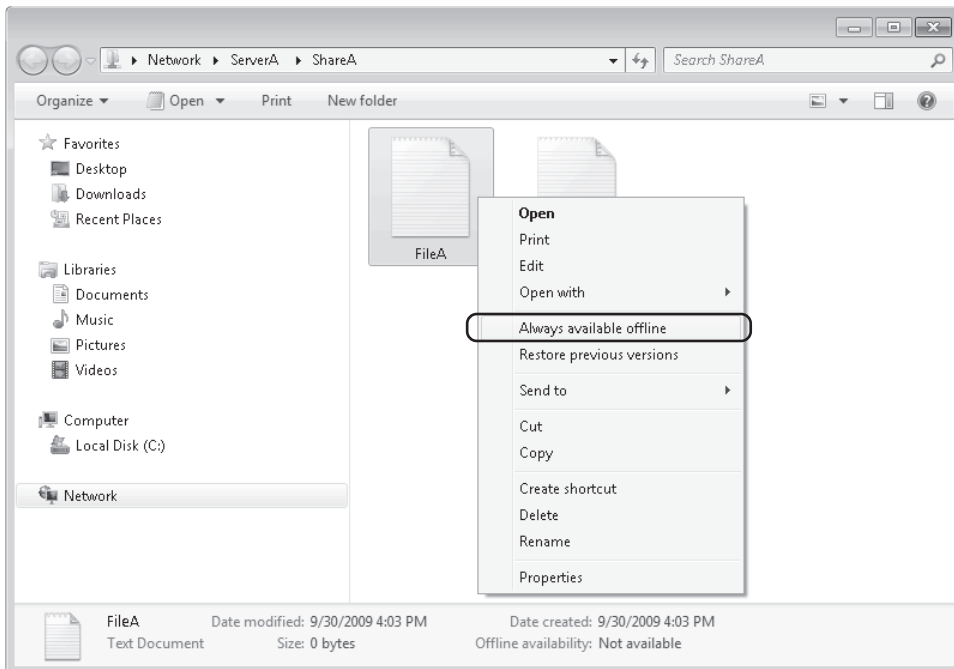 Network ▸ ServerA ▸ ShareA
Search ShareA
Organize Open Print New folder
Favorites
Desktop
Downloads
Recent Places
Libraries
Documents
Music
Pictures
Videos
Computer
Local Disk (C:)
Network
FileA
Open
Print
Edit
Open with
Always available offline
Restore previous versions
Send to
Cut
Copy
Create shortcut
Delete
Rename
Properties
FileA Date modified: 9/30/2009 4:03 PM Date created: 9/30/2009 4:03 PM
Text Document Size: 0 bytes Offline availability: Not available